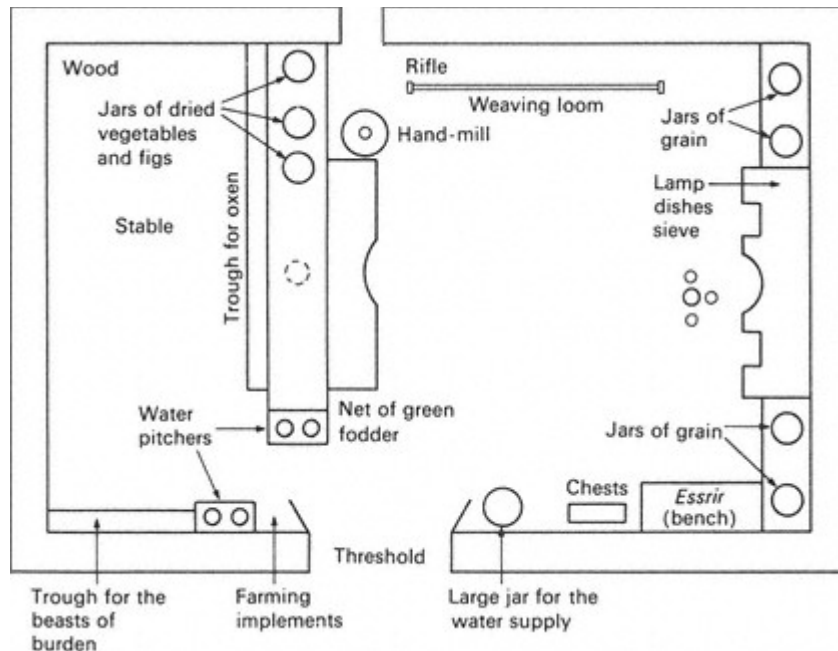 Wood
Jars of dried
vegetables
and figs
Stable
Trough for oxen
Rifle
Weaving loom
Hand-mill
Jars of
grain
Lamp
dishes
sieve
Water
pitchers
Net of green
fodder
Jars of grain
Chests
Essrir
(bench)
Threshold
Trough for the
beasts of
burden
Farming
implements
Large jar for the
water supply